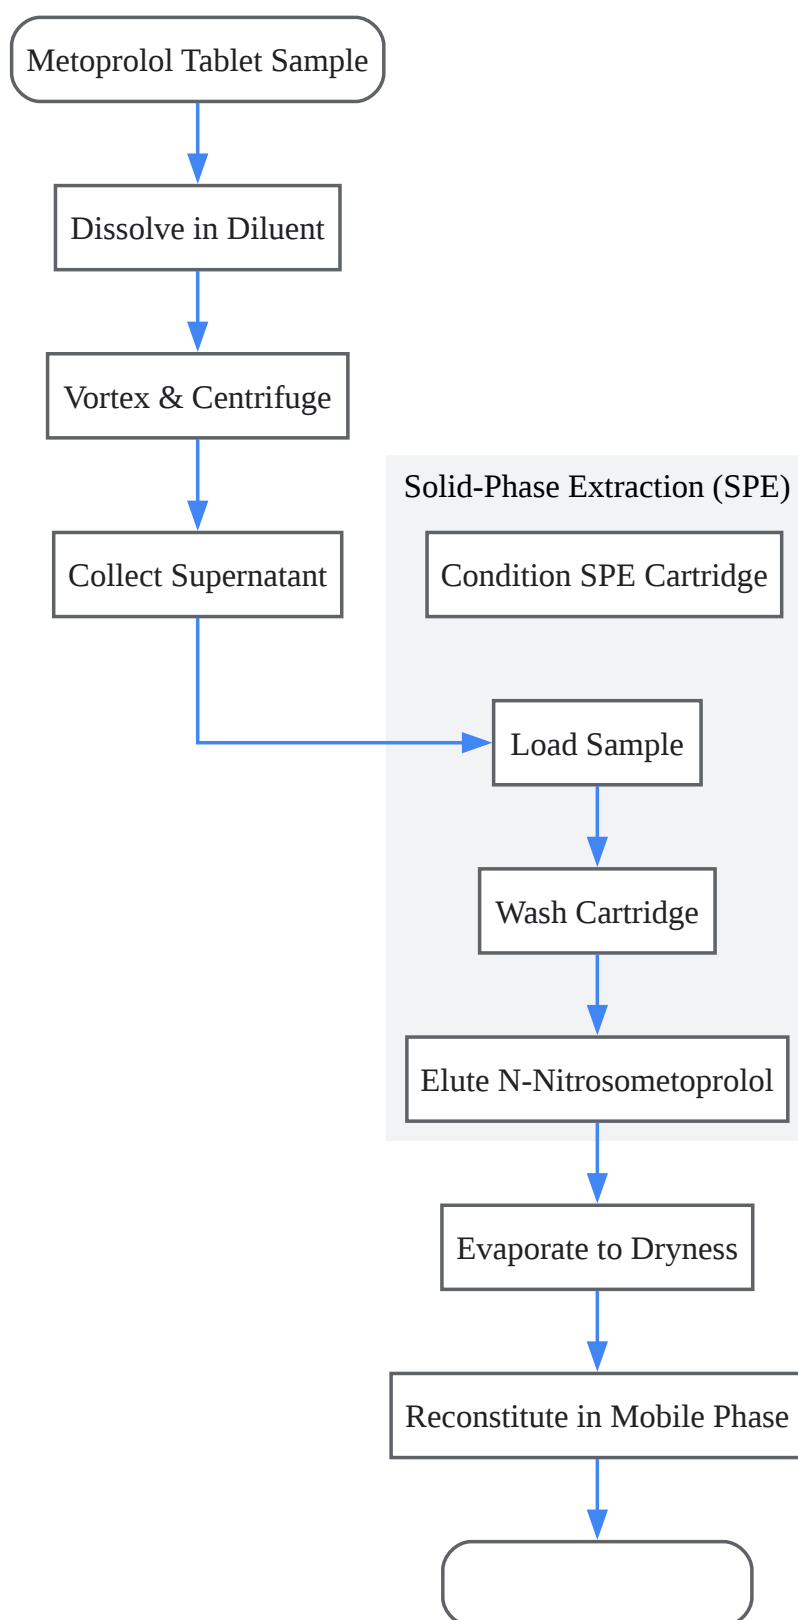 Metoprolol Tablet Sample
Dissolve in Diluent
Vortex & Centrifuge
Collect Supernatant
Solid-Phase Extraction (SPE)
Condition SPE Cartridge
Load Sample
Wash Cartridge
Elute N-Nitrosometoprolol
Evaporate to Dryness
Reconstitute in Mobile Phase